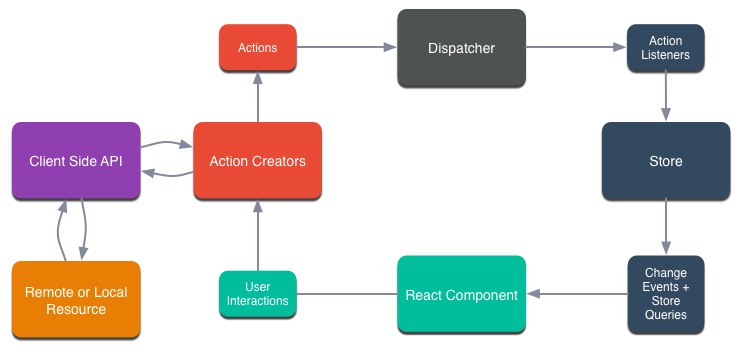 Actions
Dispatcher
Action
Listeners
Client Side API
Action Creators
Store
Remote or Local
Resource
User
Interactions
React Component
Change
Events +
Store
Queries